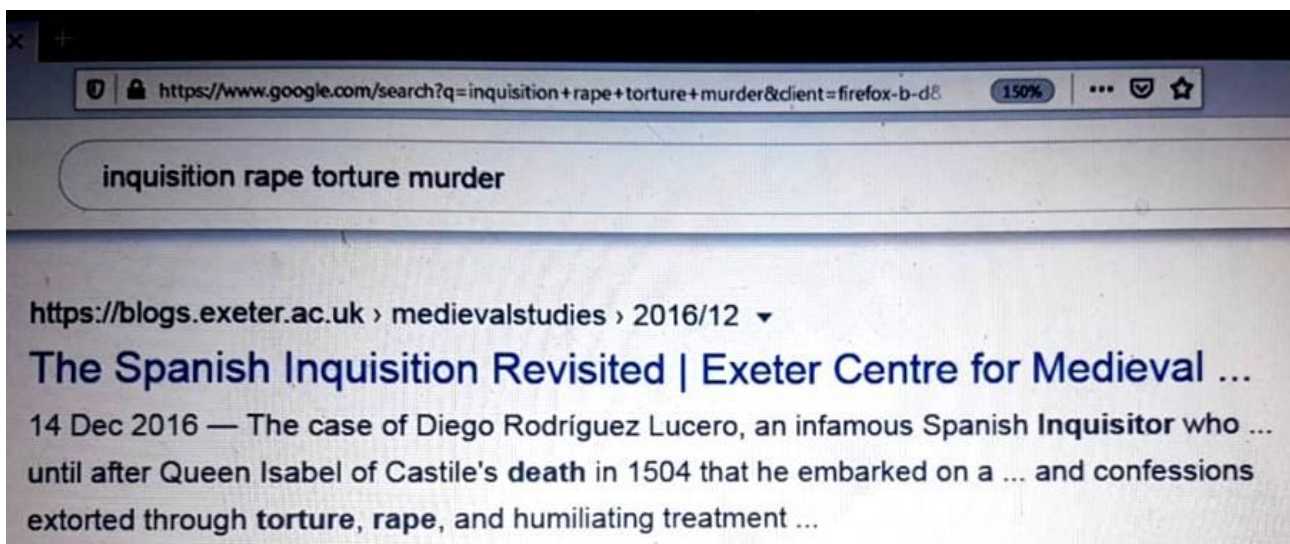 https://www.google.com/search?q=inquisition+rape+torture+murder&client=firefox-b-d8
150%
inquisition rape torture murder
https://blogs.exeter.ac.uk › medievalstudies › 2016/12
The Spanish Inquisition Revisited | Exeter Centre for Medieval ...
14 Dec 2016 — The case of Diego Rodríguez Lucero, an infamous Spanish Inquisitor who ...
until after Queen Isabel of Castile's death in 1504 that he embarked on a ... and confessions
extorted through torture, rape, and humiliating treatment ...